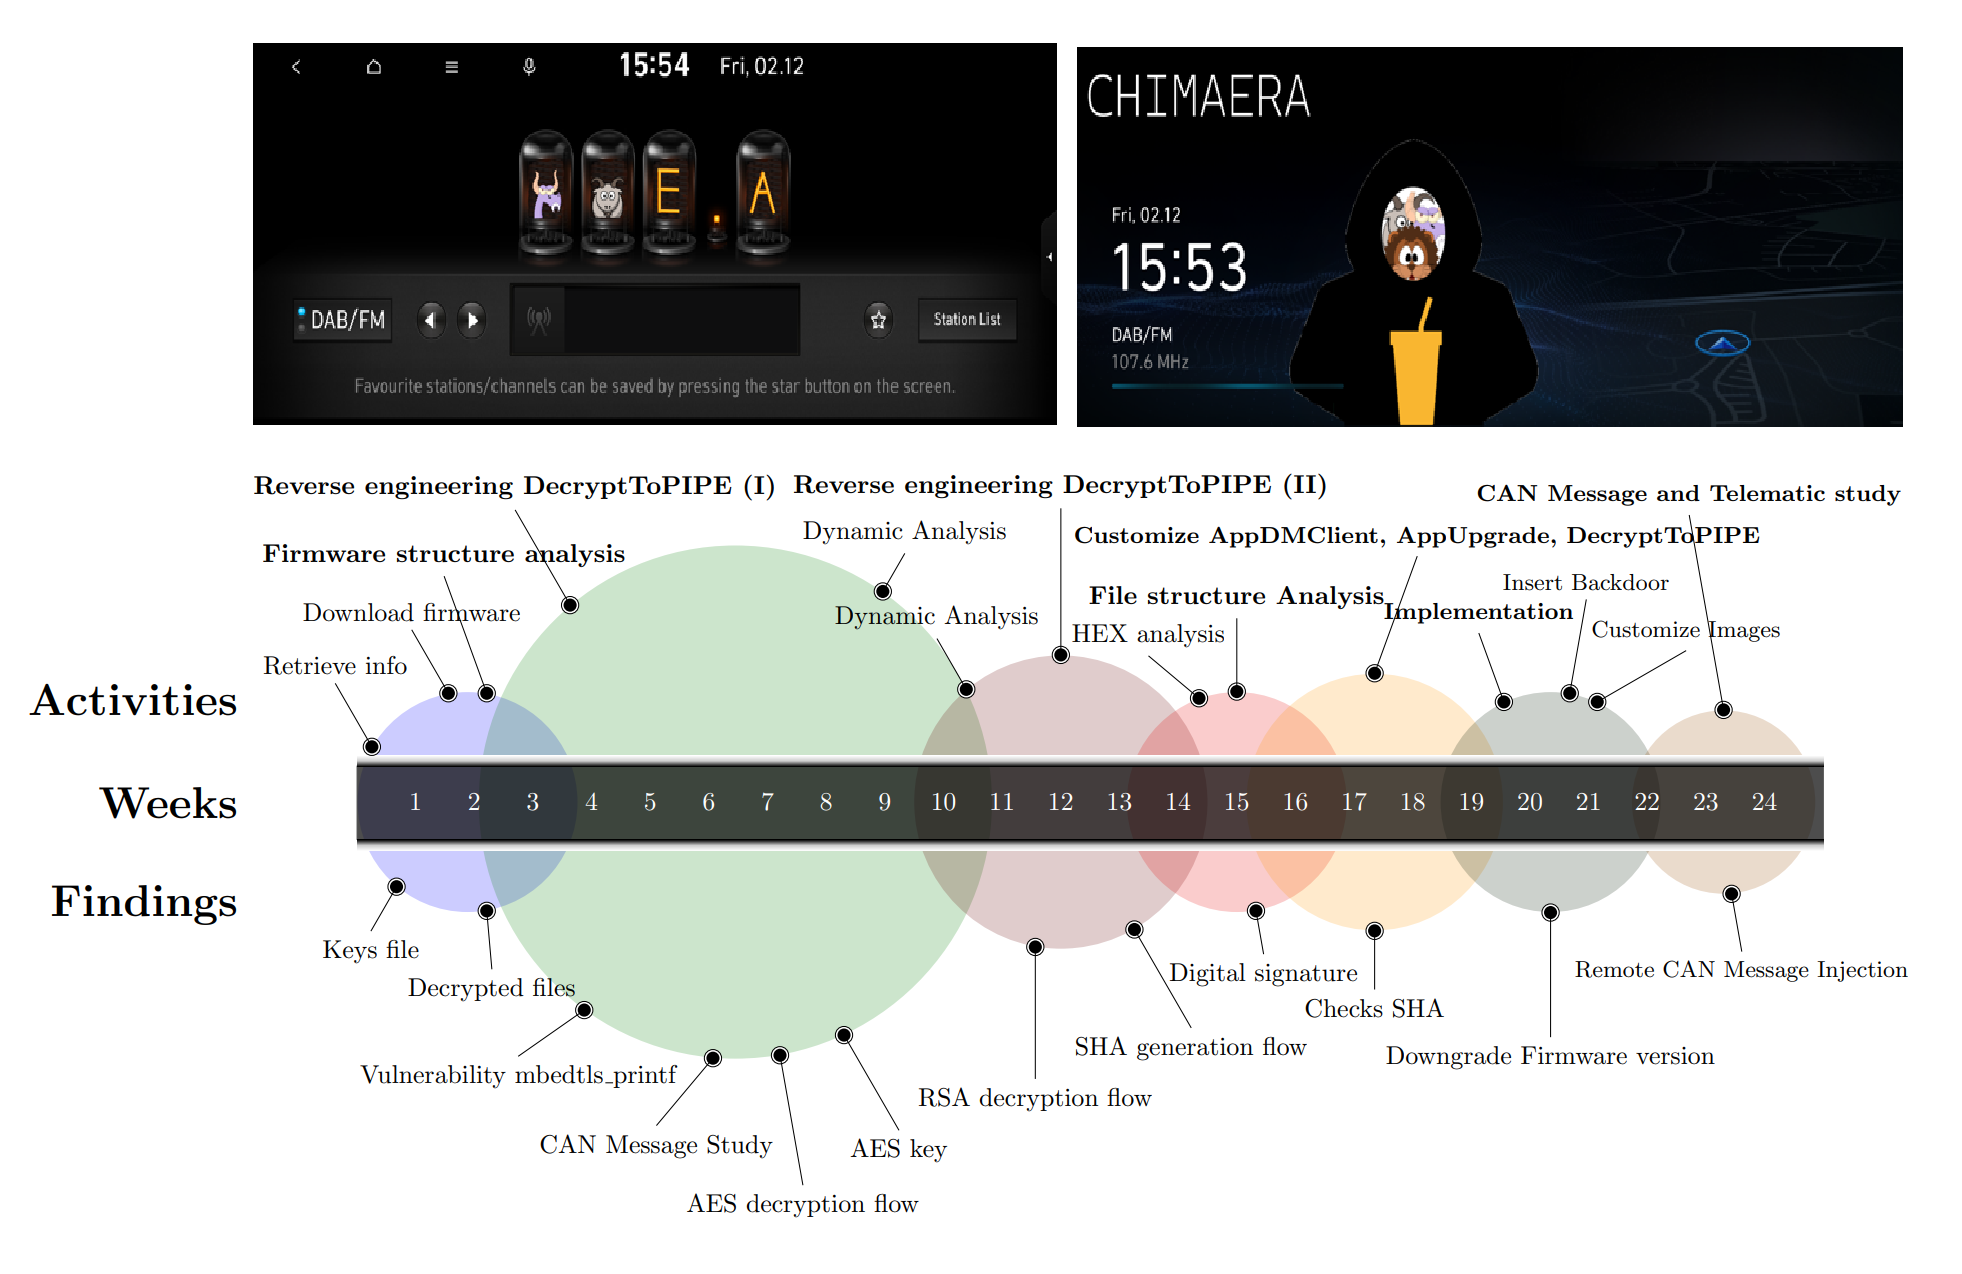 15:54 Fri, 02.12
E . A
DAB/FM
Station List
Favourite stations/channels can be saved by pressing the star button on the screen.
CHIMAERA
Fri, 02.12
15:53
DAB/FM
107.6 MHz
Reverse engineering DecryptToPIPE (I)
Reverse engineering DecryptToPIPE (II)
CAN Message and Telematic study
Dynamic Analysis
Customize AppDMClient, AppUpgrade, DecryptToPIPE
Firmware structure analysis
Insert Backdoor
File structure Analysis
Download firmware
Dynamic Analysis
Implementation
HEX analysis
Customize Images
Retrieve info
Activities
Weeks
1 2 3 4 5 6 7 8 9 10 11 12 13 14 15 16 17 18 19 20 21 22 23 24
Findings
Keys file
Decrypted files
Digital signature
Remote CAN Message Injection
Checks SHA
SHA generation flow
Downgrade Firmware version
Vulnerability mbedtls_printf
RSA decryption flow
CAN Message Study
AES key
AES decryption flow